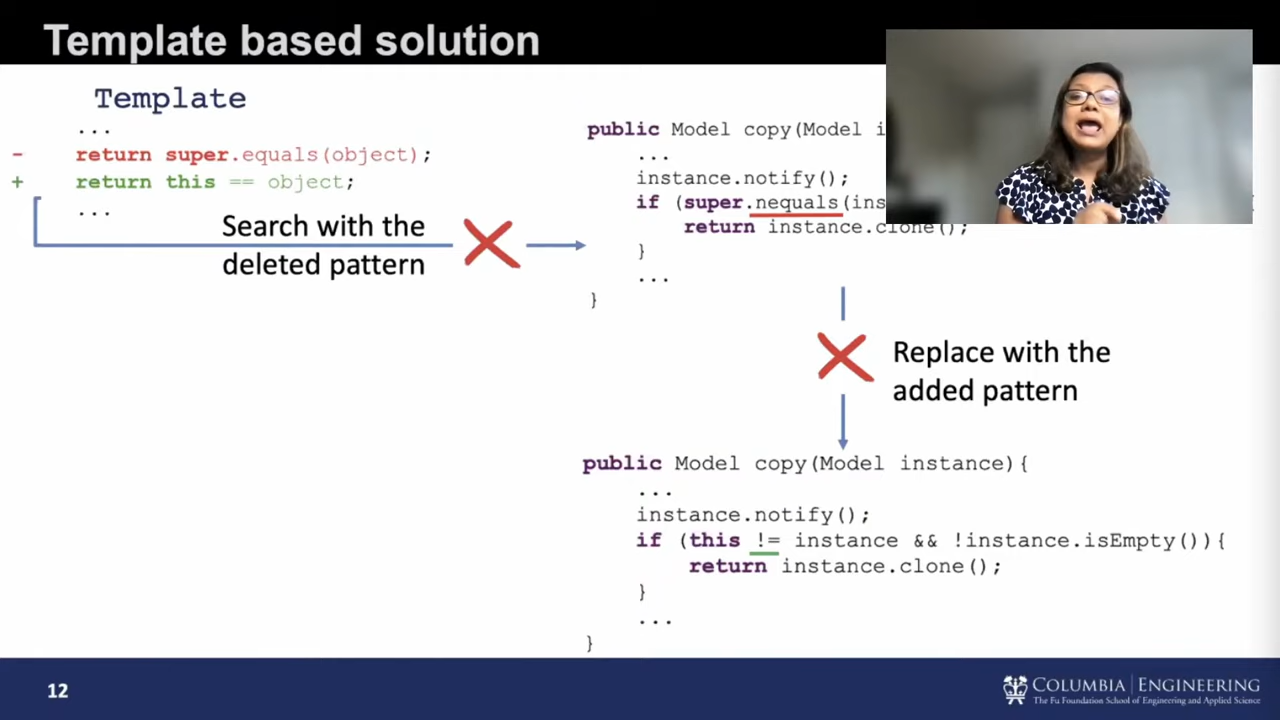 Template based solution
Template
...
- return super.equals(object);
+ return this == object;
...
Search with the
deleted pattern
public Model copy(Model
...
instance.notify();
if (super.nequals(
return instance.clone();
}
...
}
Replace with the
added pattern
public Model copy(Model instance){
...
instance.notify();
if (this != instance && !instance.isEmpty()){
return instance.clone();
}
...
}
12
COLUMBIA | ENGINEERING
The Fu Foundation School of Engineering and Applied Science